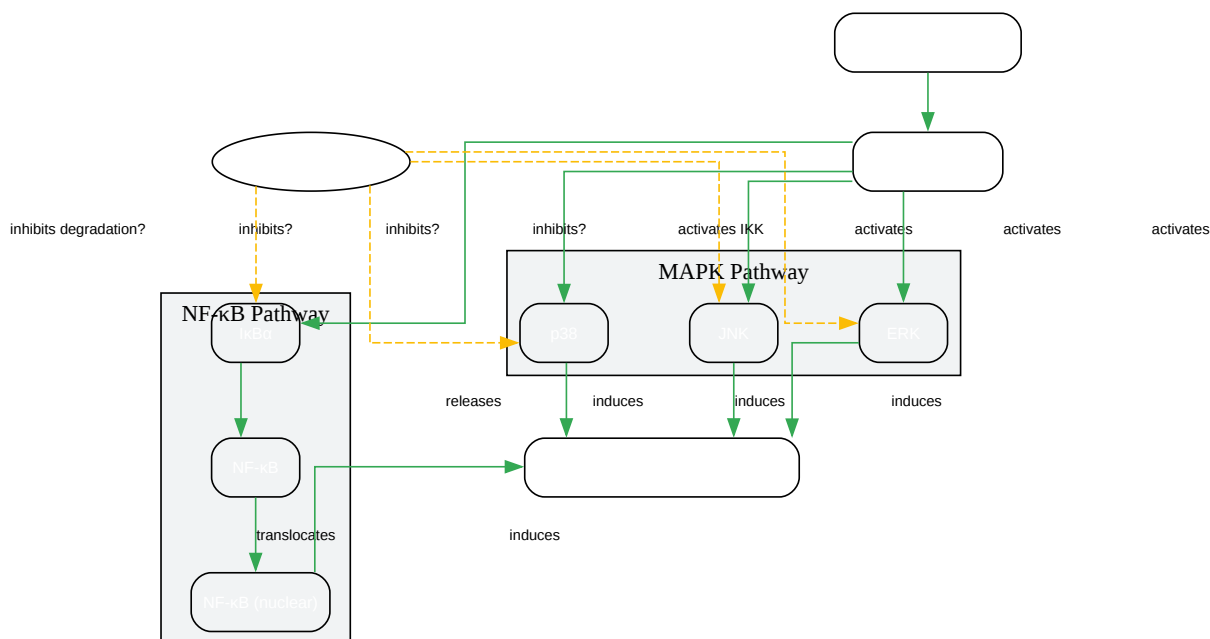 inhibits degradation?
inhibits?
inhibits?
inhibits?
activates IKK
activates
activates
activates
MAPK Pathway
NF-κB Pathway
IκBα
p38
JNK
ERK
releases
induces
induces
induces
NF-κB
translocates
induces
NF-κB (nuclear)